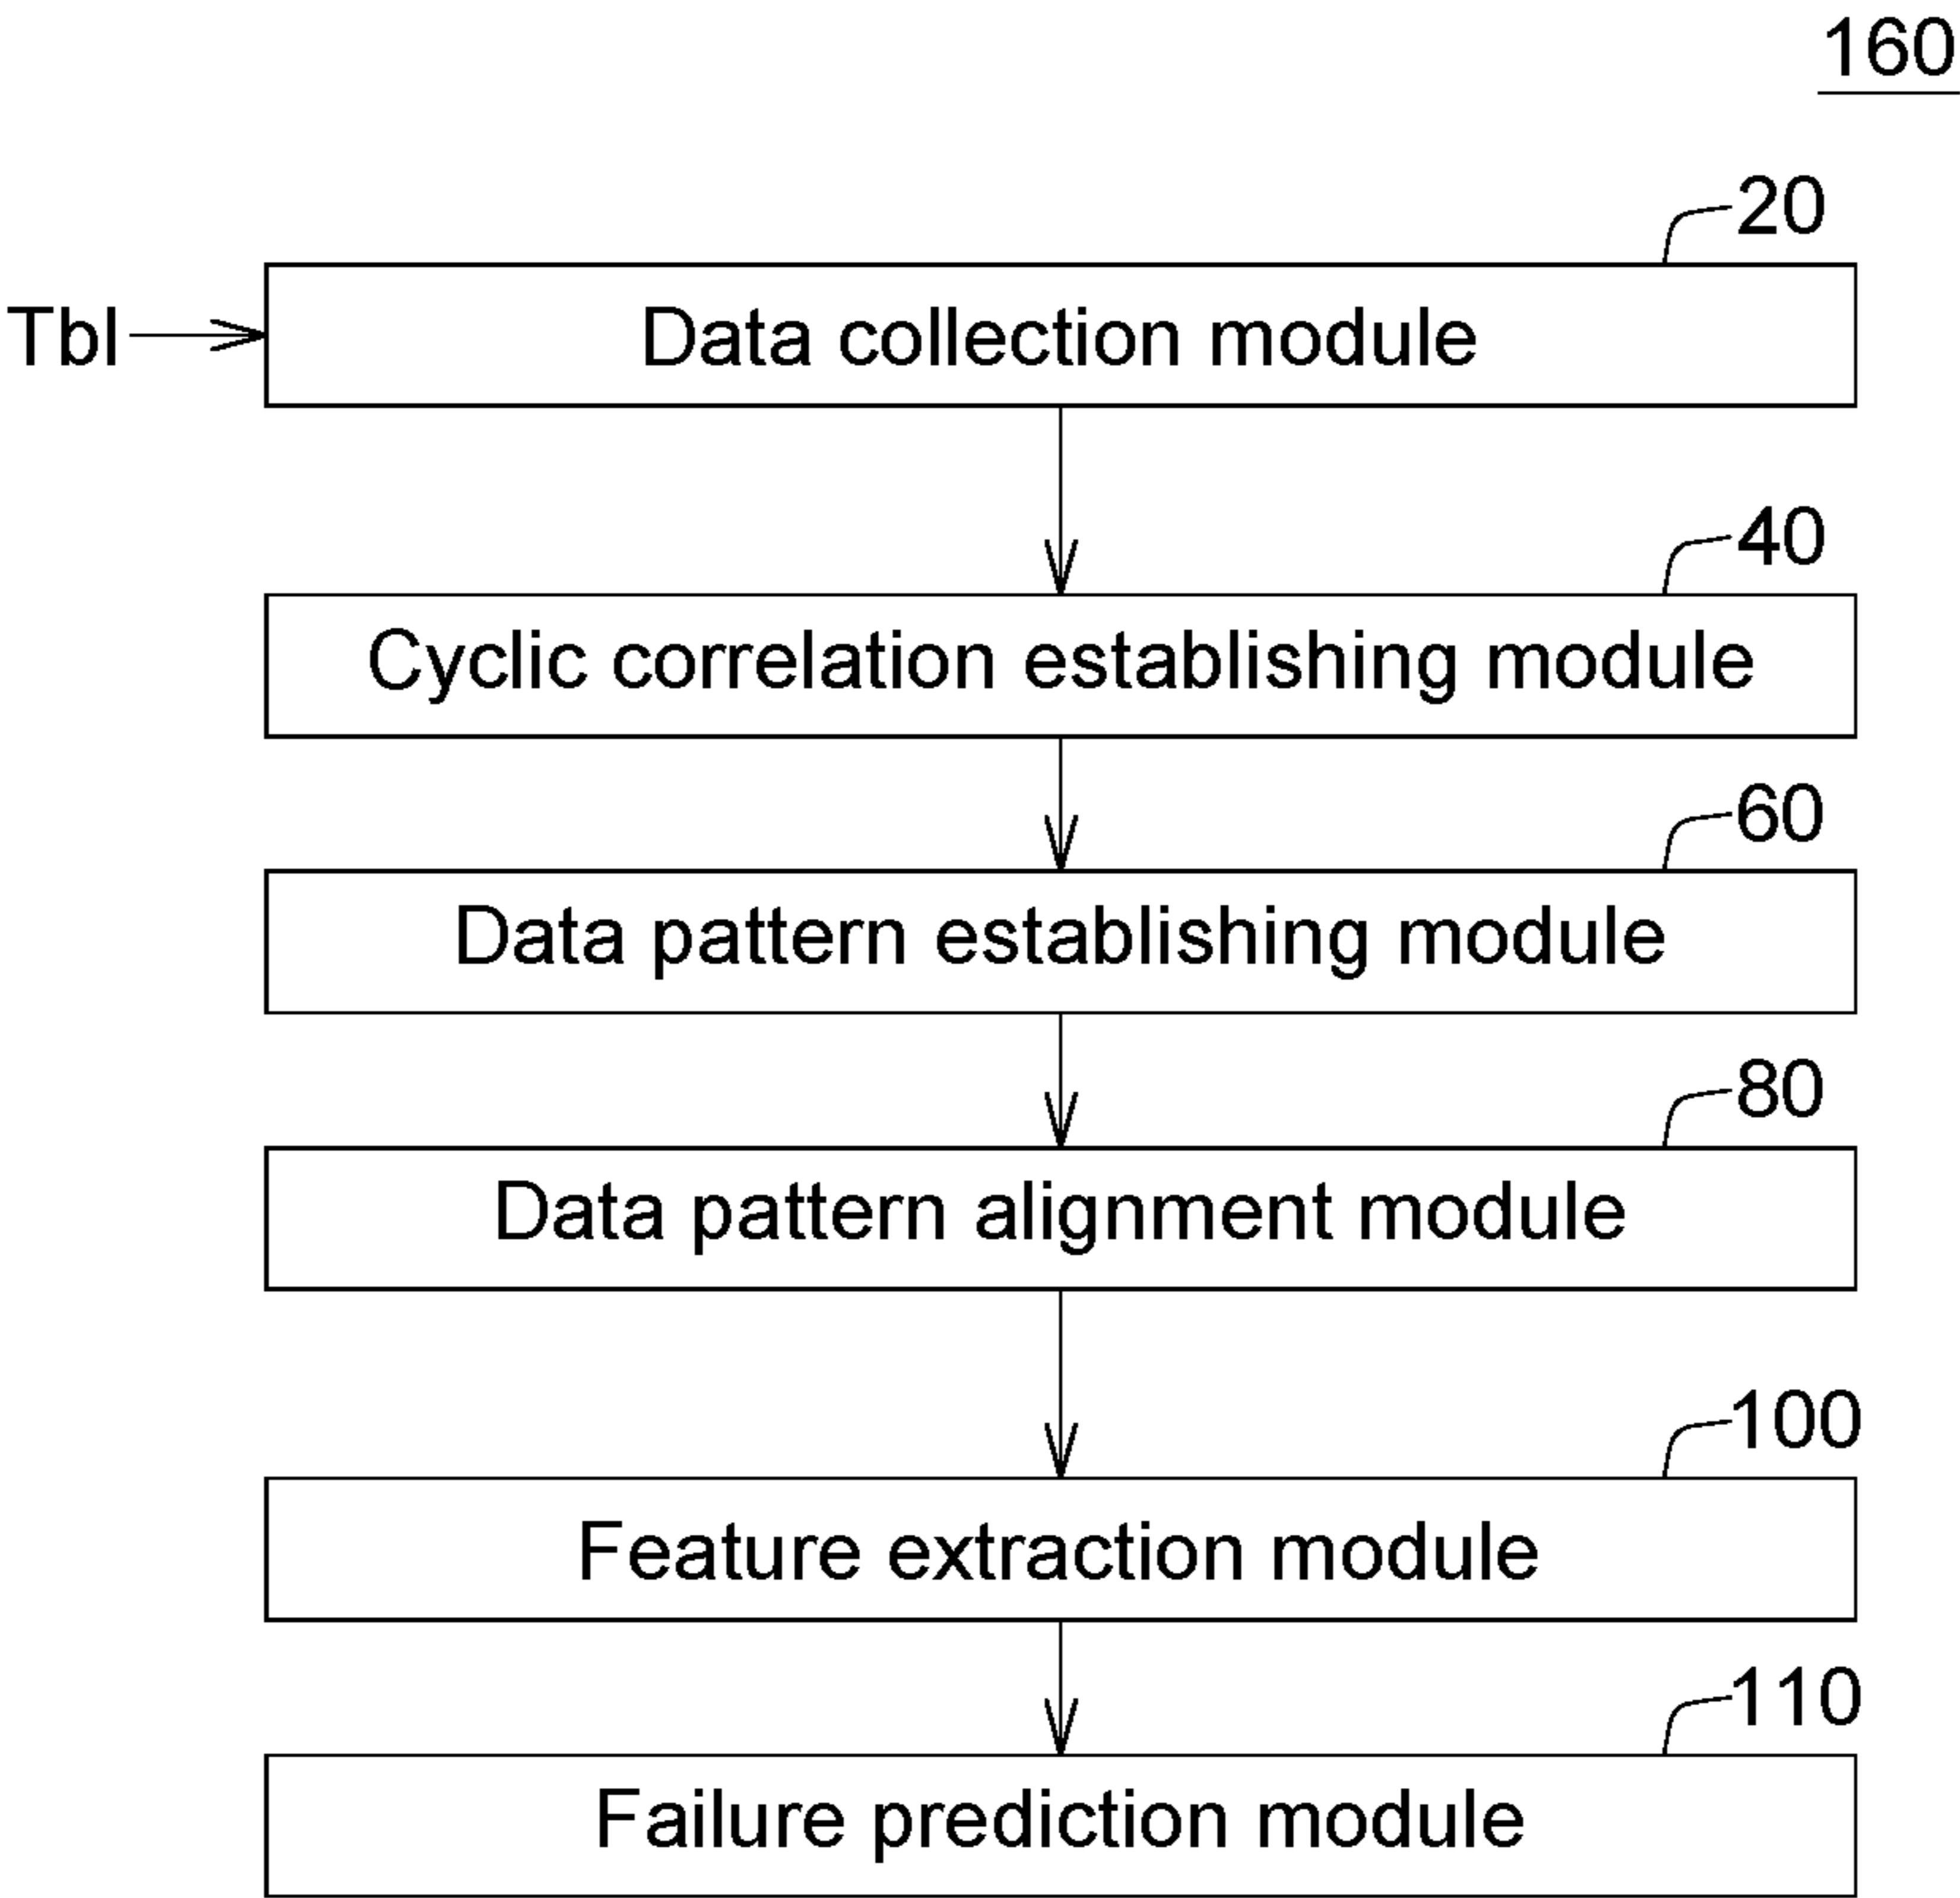 160
20
Tbl
Data collection module
40
Cyclic correlation establishing module
60
Data pattern establishing module
80
Data pattern alignment module
100
Feature extraction module
110
Failure prediction module